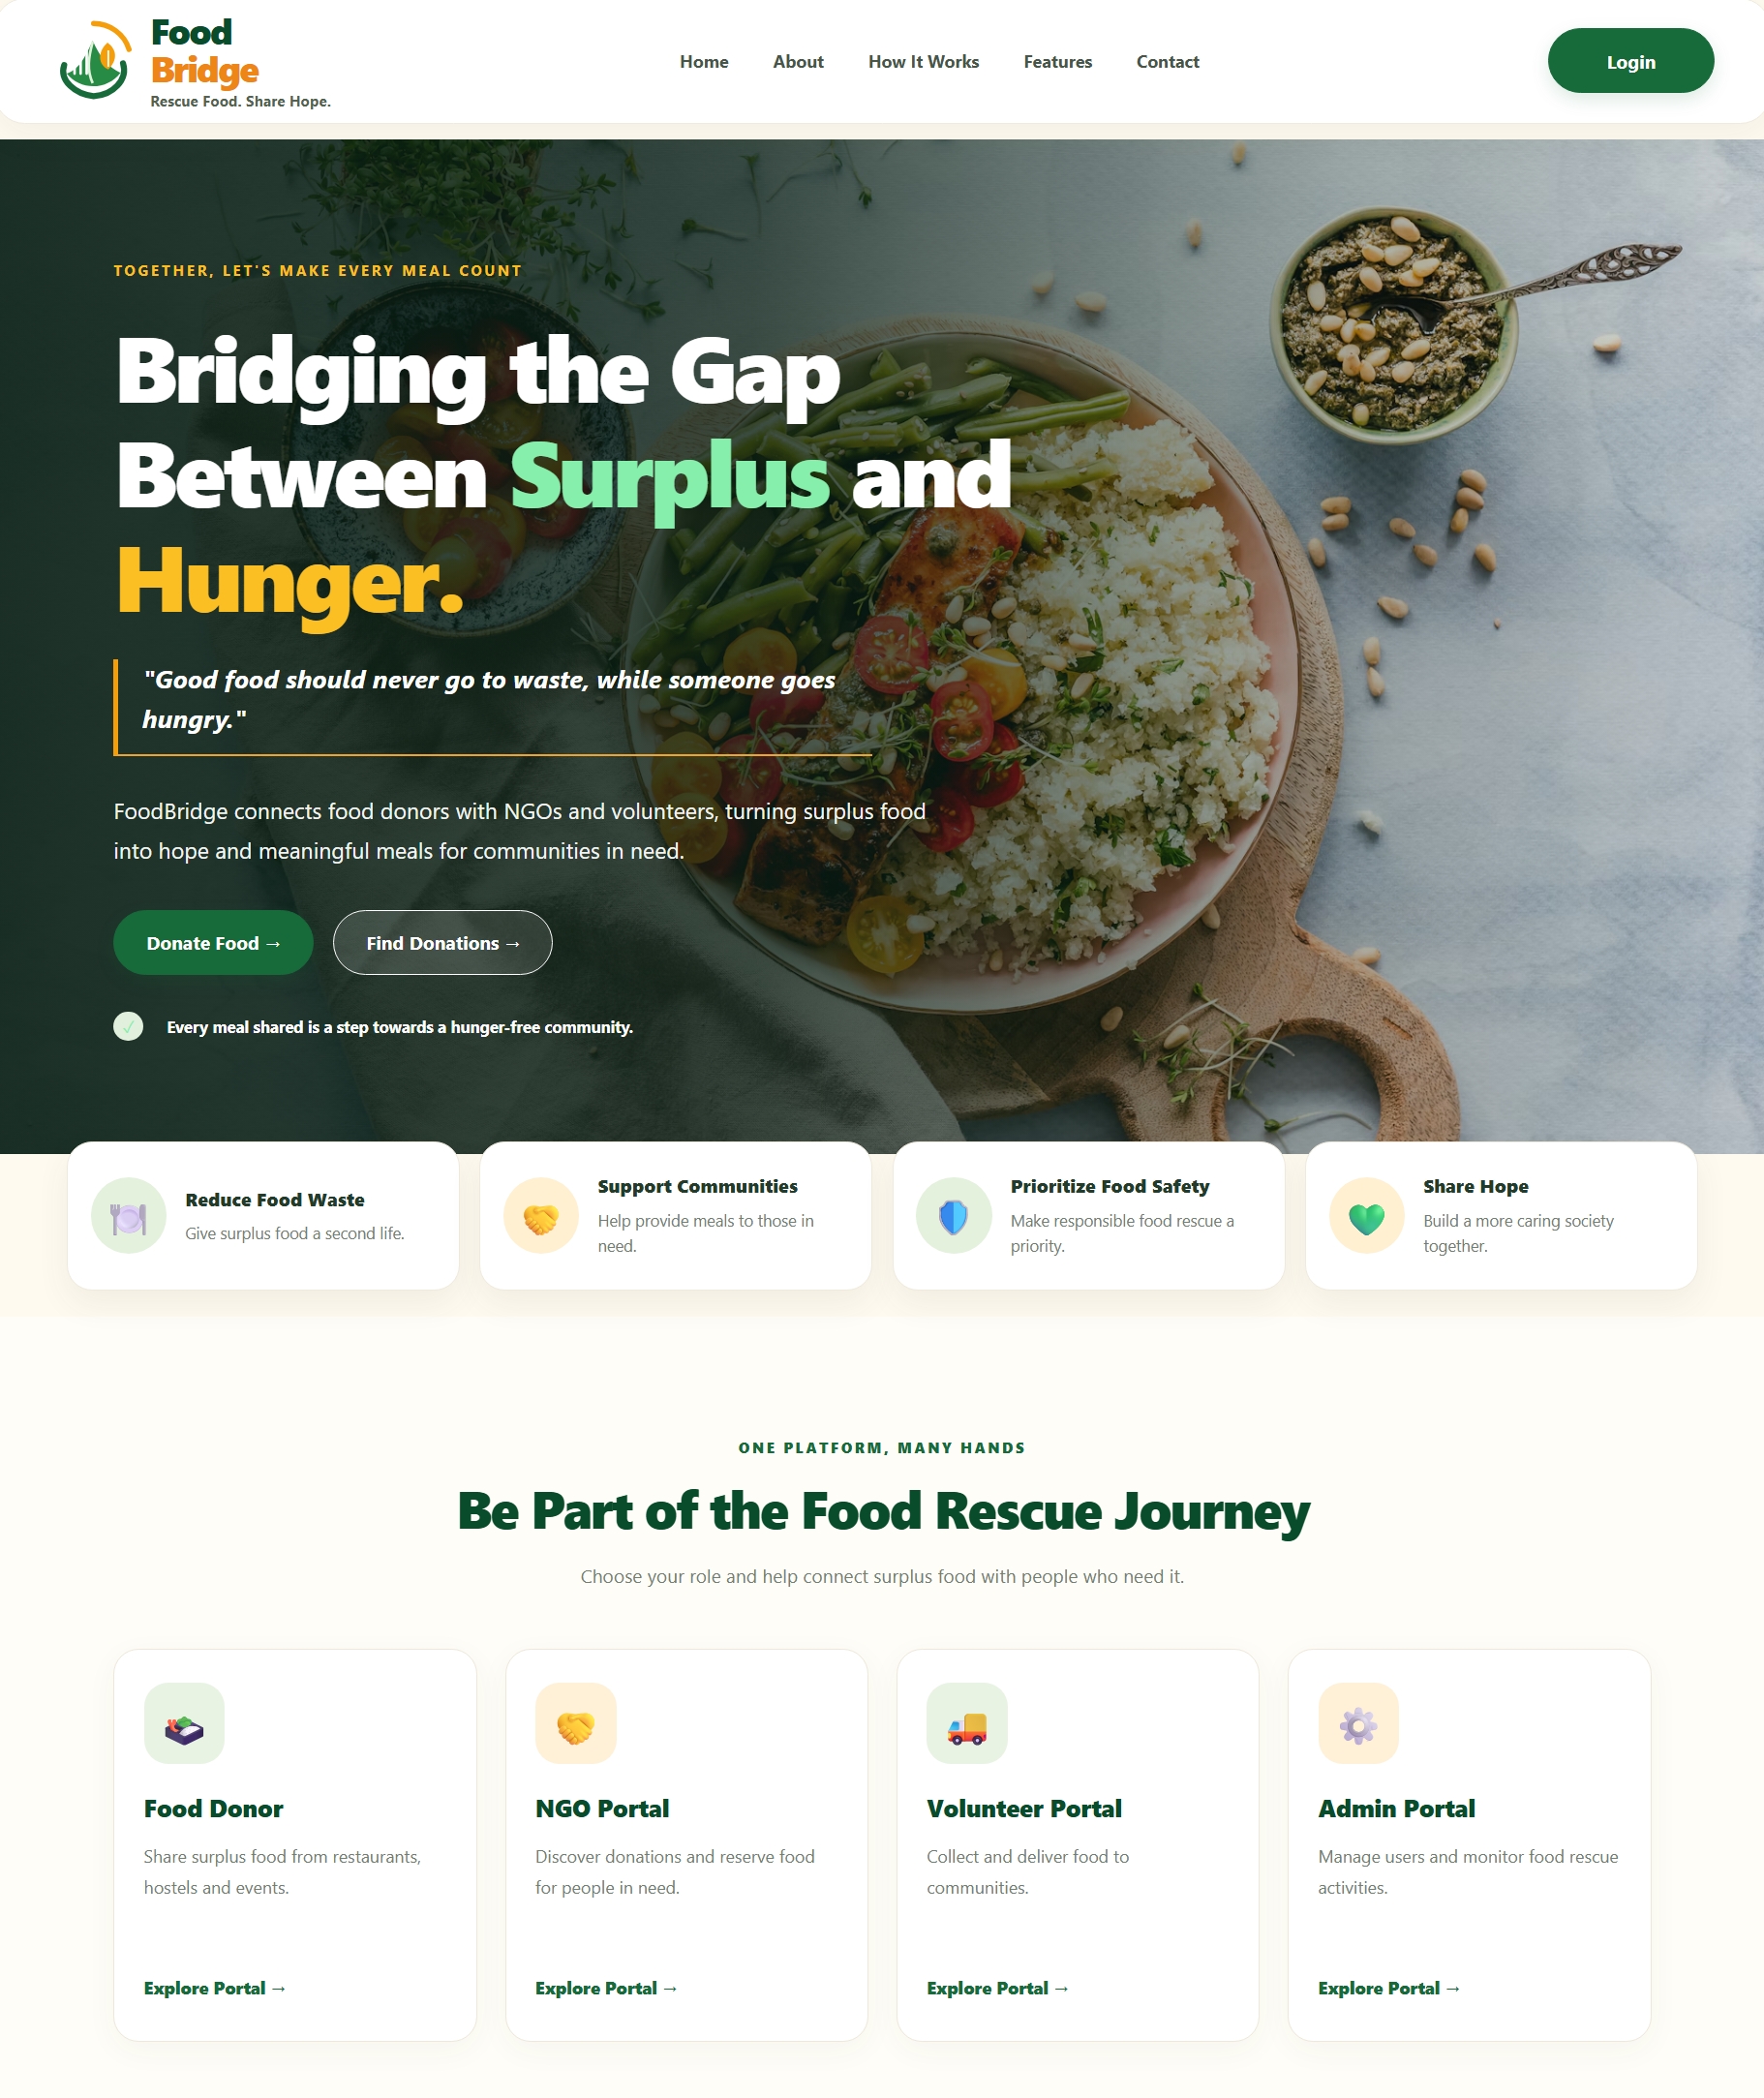 Food
Bridge
Rescue Food. Share Hope.
Home
About
How It Works
Features
Contact
Login
TOGETHER, LET'S MAKE EVERY MEAL COUNT
Bridging the Gap
Between Surplus and
Hunger.
"Good food should never go to waste, while someone goes
hungry."
FoodBridge connects food donors with NGOs and volunteers, turning surplus food
into hope and meaningful meals for communities in need.
Donate Food →
Find Donations →
✓ Every meal shared is a step towards a hunger-free community.
Reduce Food Waste
Give surplus food a second life.
Support Communities
Help provide meals to those in
need.
Prioritize Food Safety
Make responsible food rescue a
priority.
Share Hope
Build a more caring society
together.
ONE PLATFORM, MANY HANDS
Be Part of the Food Rescue Journey
Choose your role and help connect surplus food with people who need it.
Food Donor
Share surplus food from restaurants,
hostels and events.
Explore Portal →
NGO Portal
Discover donations and reserve food
for people in need.
Explore Portal →
Volunteer Portal
Collect and deliver food to
communities.
Explore Portal →
Admin Portal
Manage users and monitor food rescue
activities.
Explore Portal →